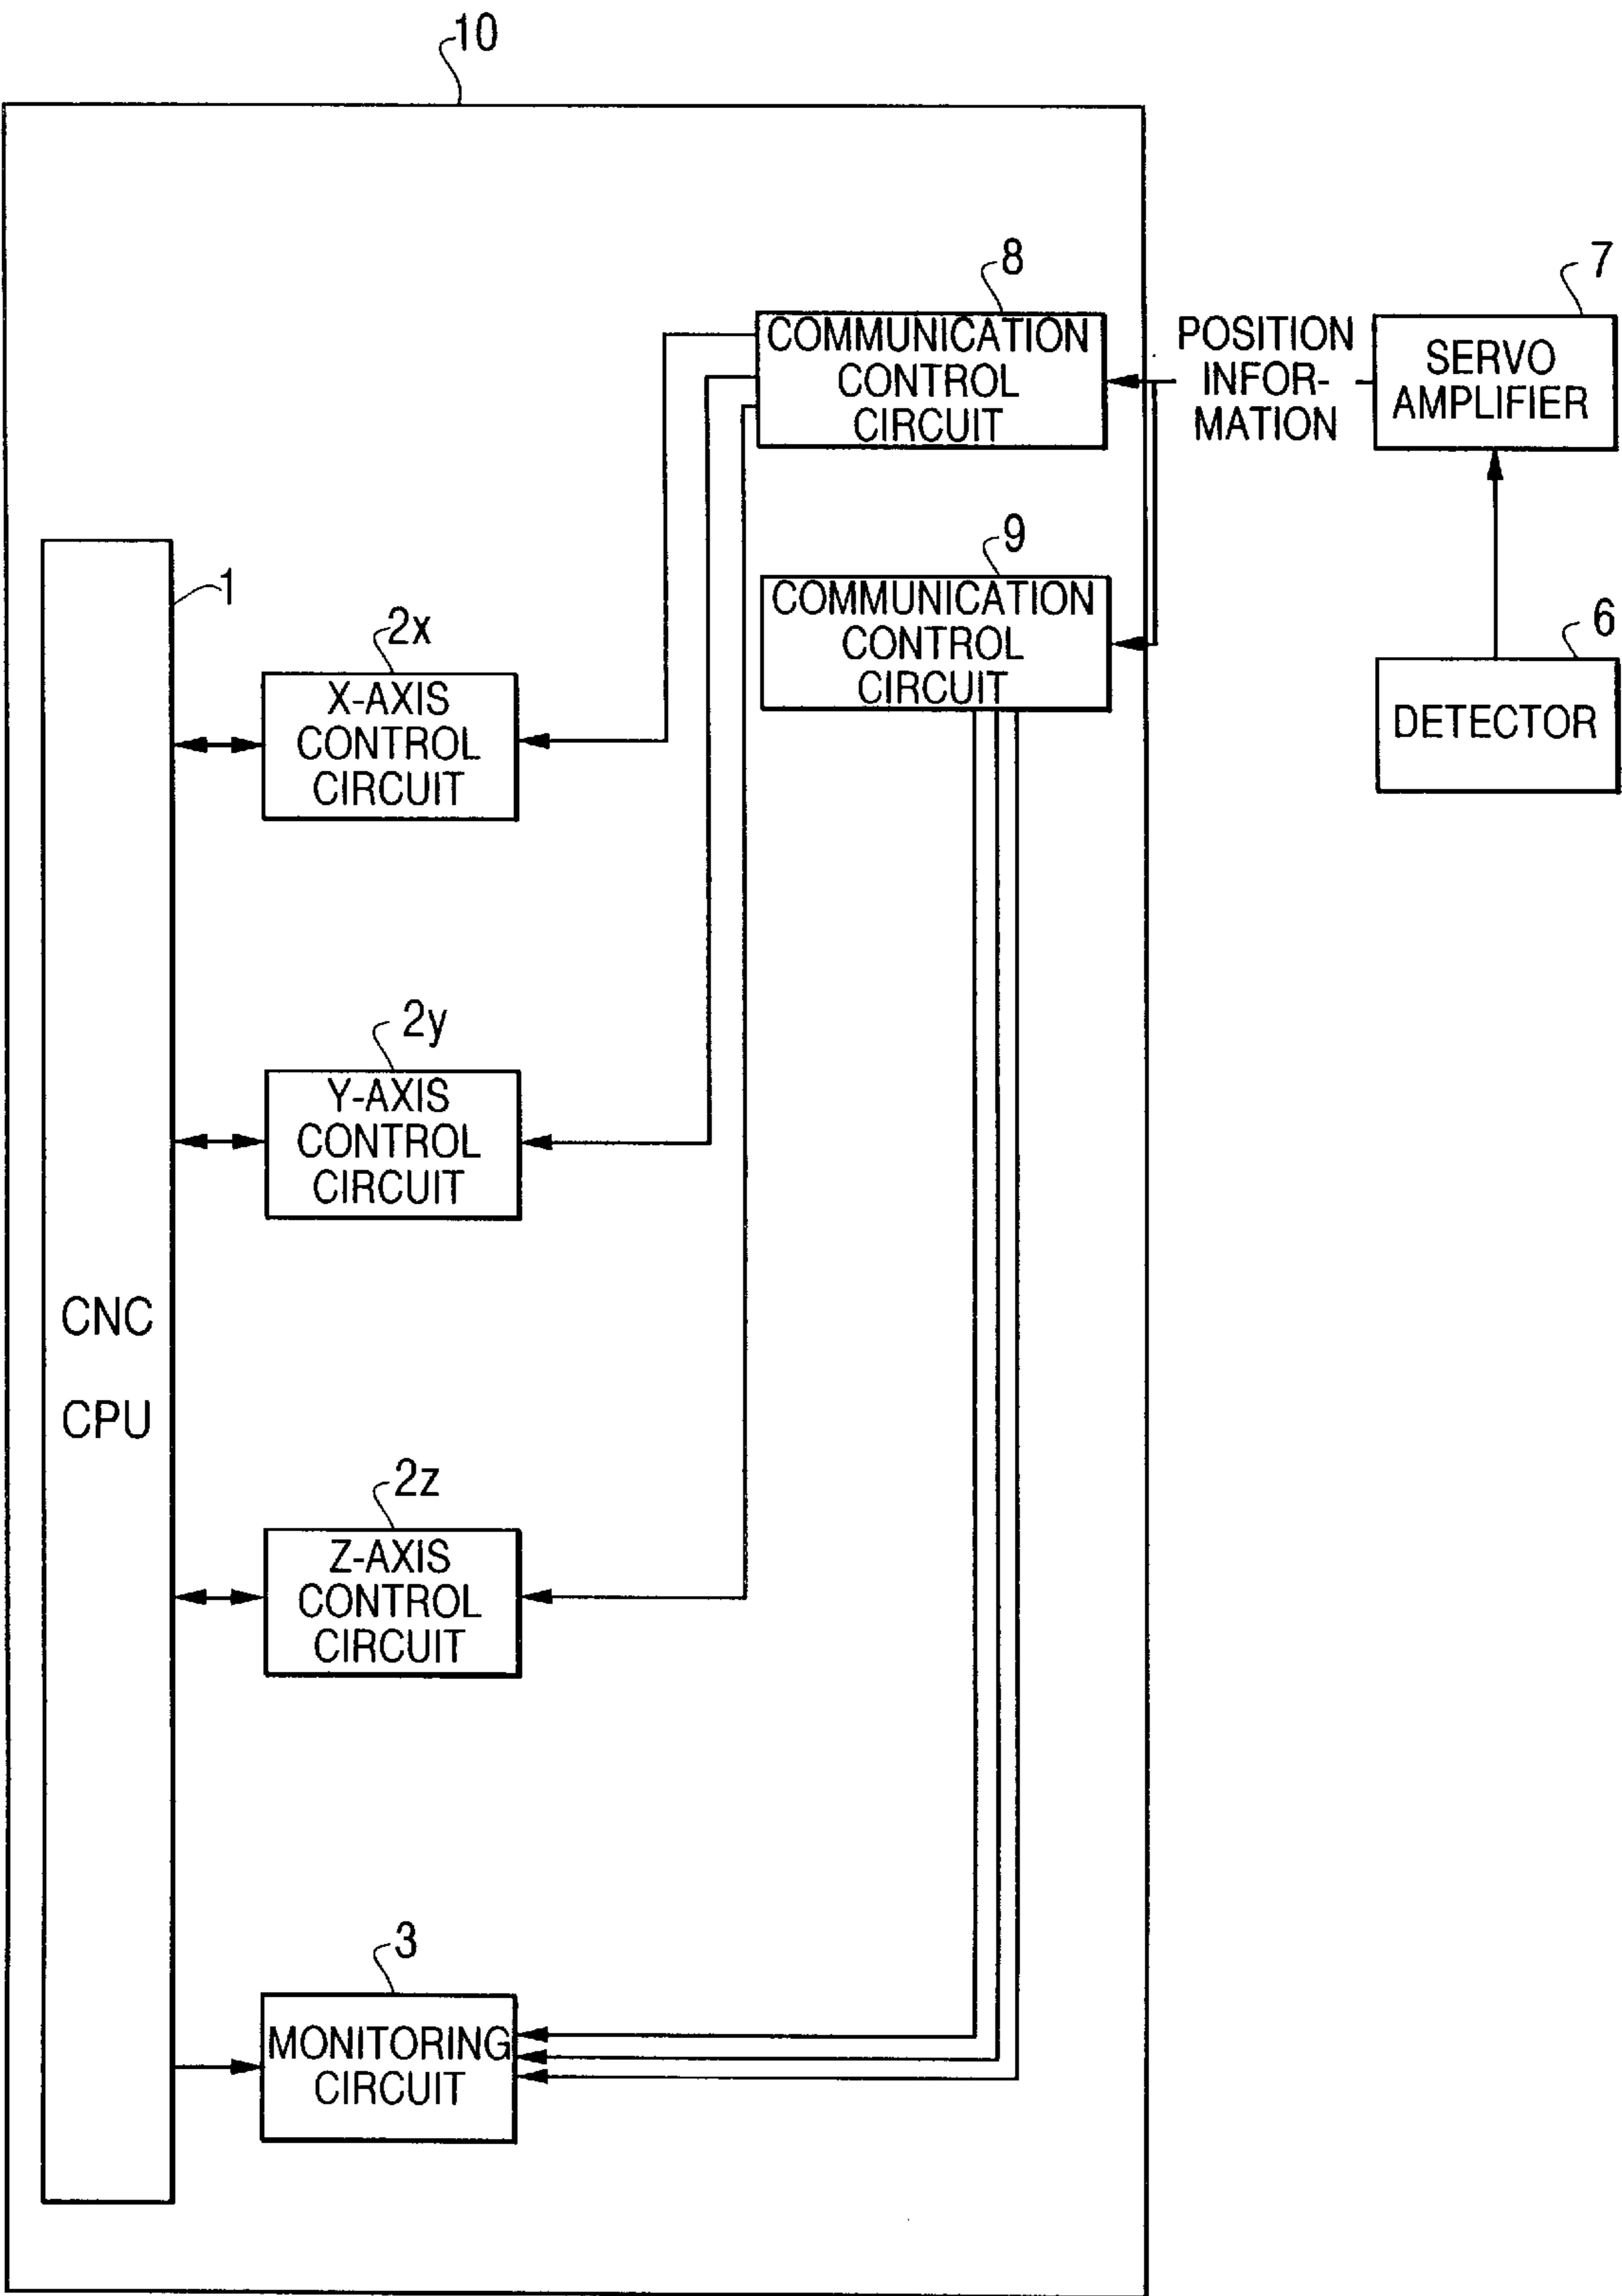 10
8
COMMUNICATION
CONTROL
CIRCUIT
POSITION
INFOR-
MATION
7
SERVO
AMPLIFIER
9
COMMUNICATION
CONTROL
CIRCUIT
6
DETECTOR
1
CNC
CPU
2x
X-AXIS
CONTROL
CIRCUIT
2y
Y-AXIS
CONTROL
CIRCUIT
2z
Z-AXIS
CONTROL
CIRCUIT
3
MONITORING
CIRCUIT